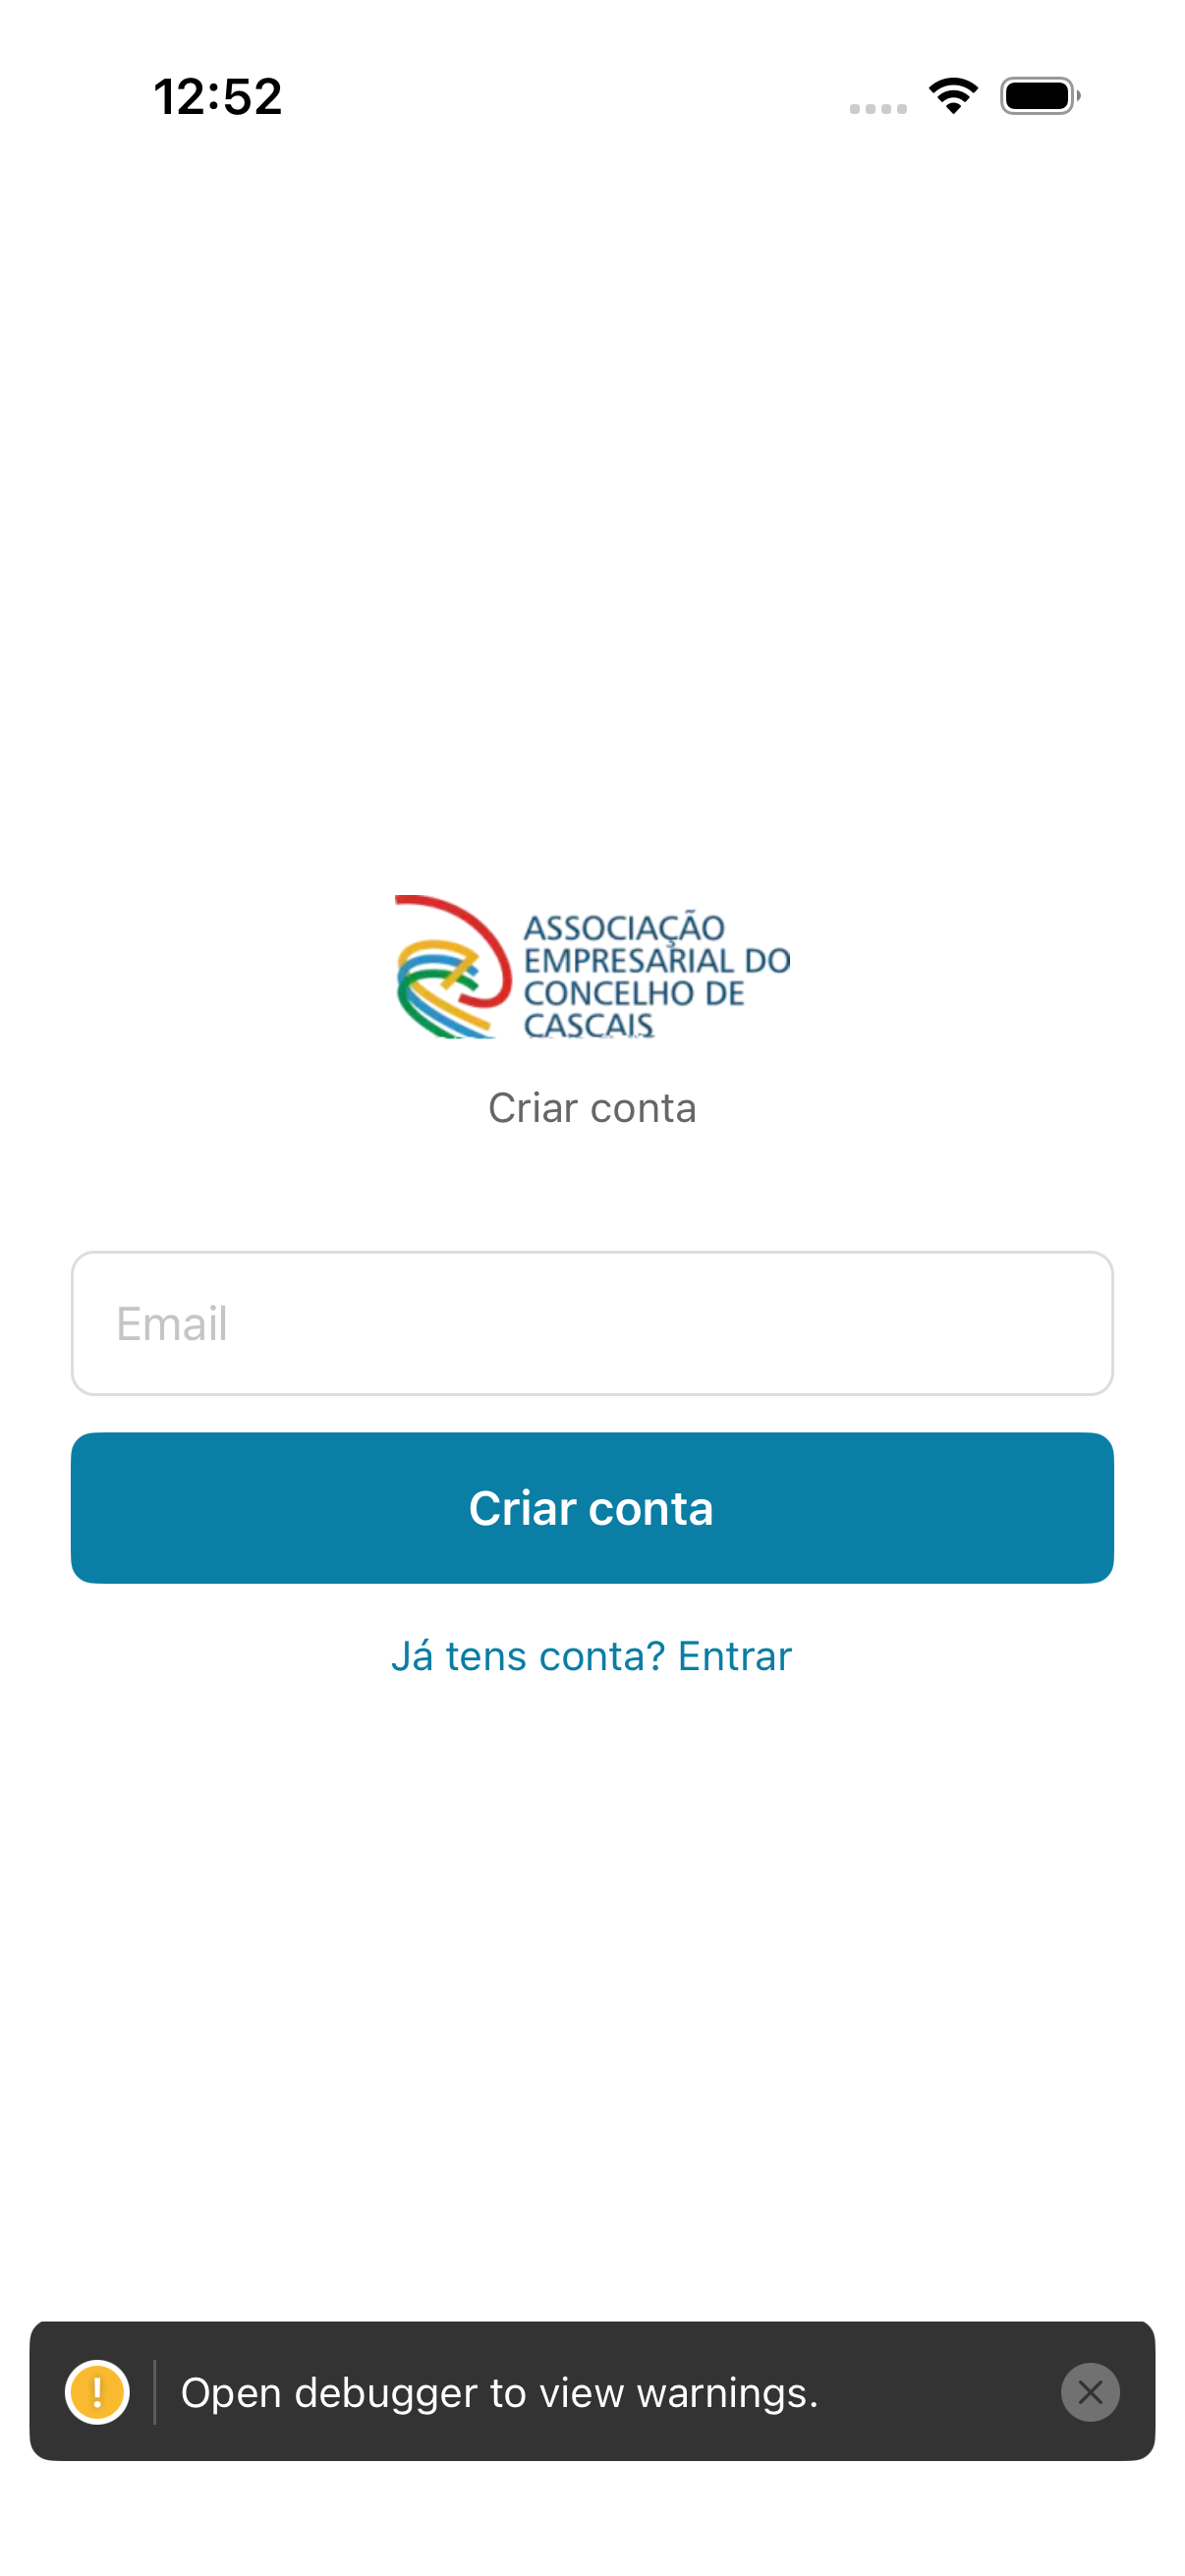 12:52
ASSOCIAÇÃO
EMPRESARIAL DO
CONCELHO DE
CASCAIS
Criar conta
Email
Criar conta
Já tens conta? Entrar
! Open debugger to view warnings.